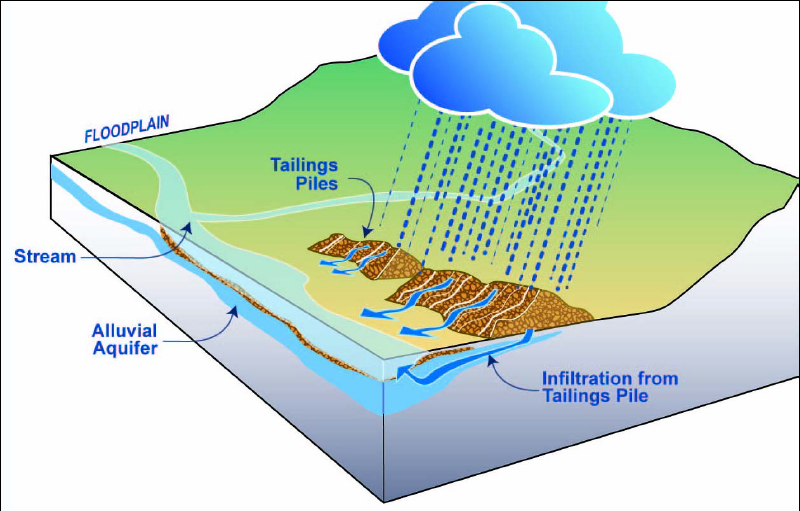 FLOODPLAIN
Tailings
Piles
Stream
Alluvial
Aquifer
Infiltration from
Tailings Pile